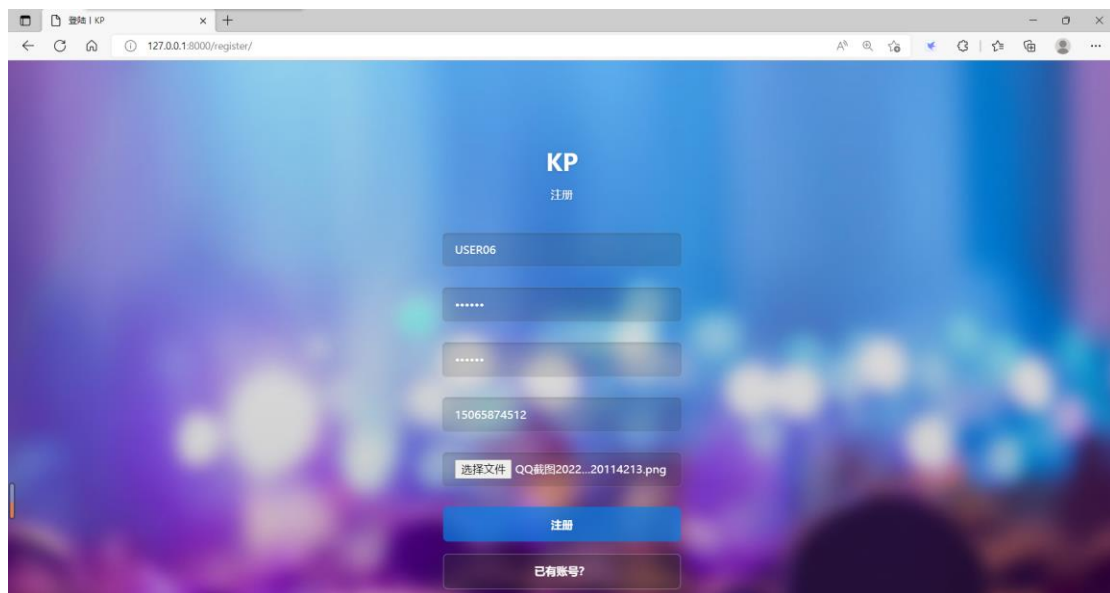 登陆 | KP
127.0.0.1:8000/register/
KP
注册
USER06
••••••
••••••
15065874512
选择文件 QQ截图2022...20114213.png
注册
已有账号?